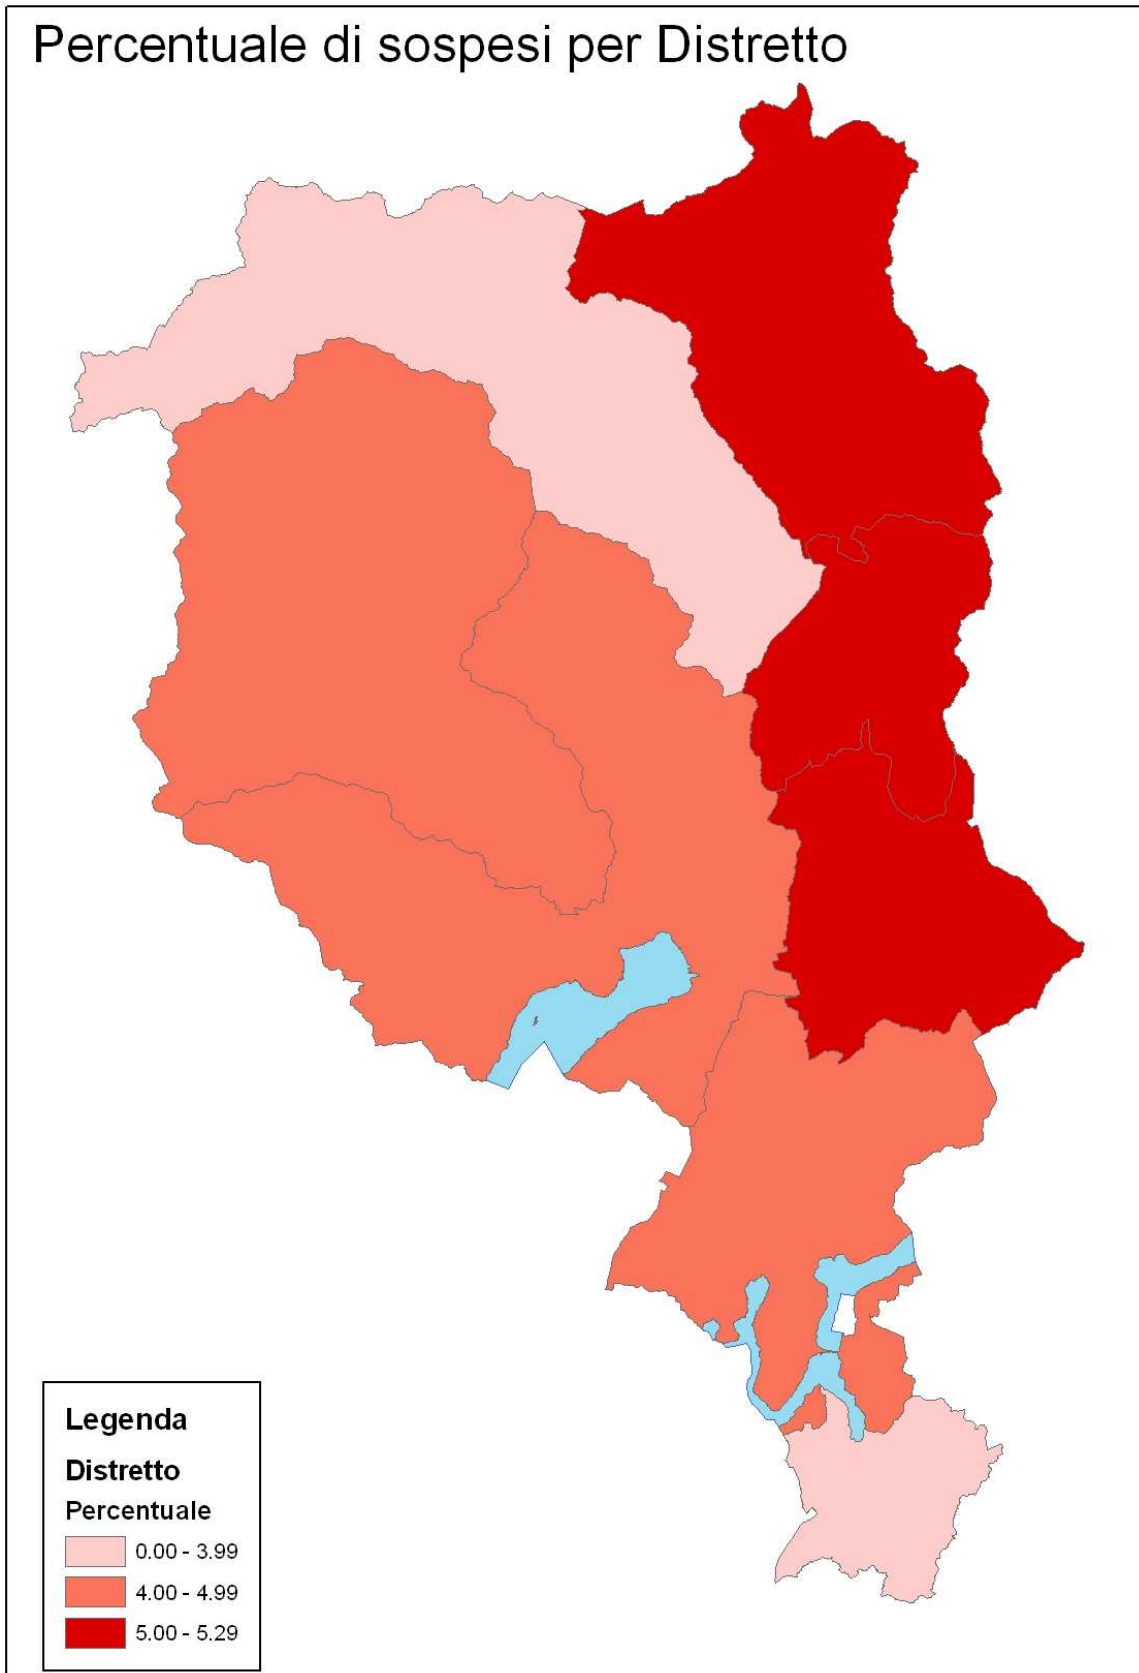 Percentuale di sospesi per Distretto
Legenda
Distretto
Percentuale
0.00 - 3.99
4.00 - 4.99
5.00 - 5.29